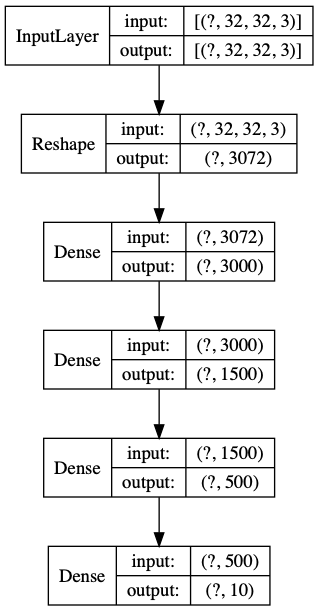 InputLayer input: [(?, 32, 32, 3)]
output: [(?, 32, 32, 3)]
Reshape input: (?, 32, 32, 3)
output: (?, 3072)
Dense input: (?, 3072)
output: (?, 3000)
Dense input: (?, 3000)
output: (?, 1500)
Dense input: (?, 1500)
output: (?, 500)
Dense input: (?, 500)
output: (?, 10)